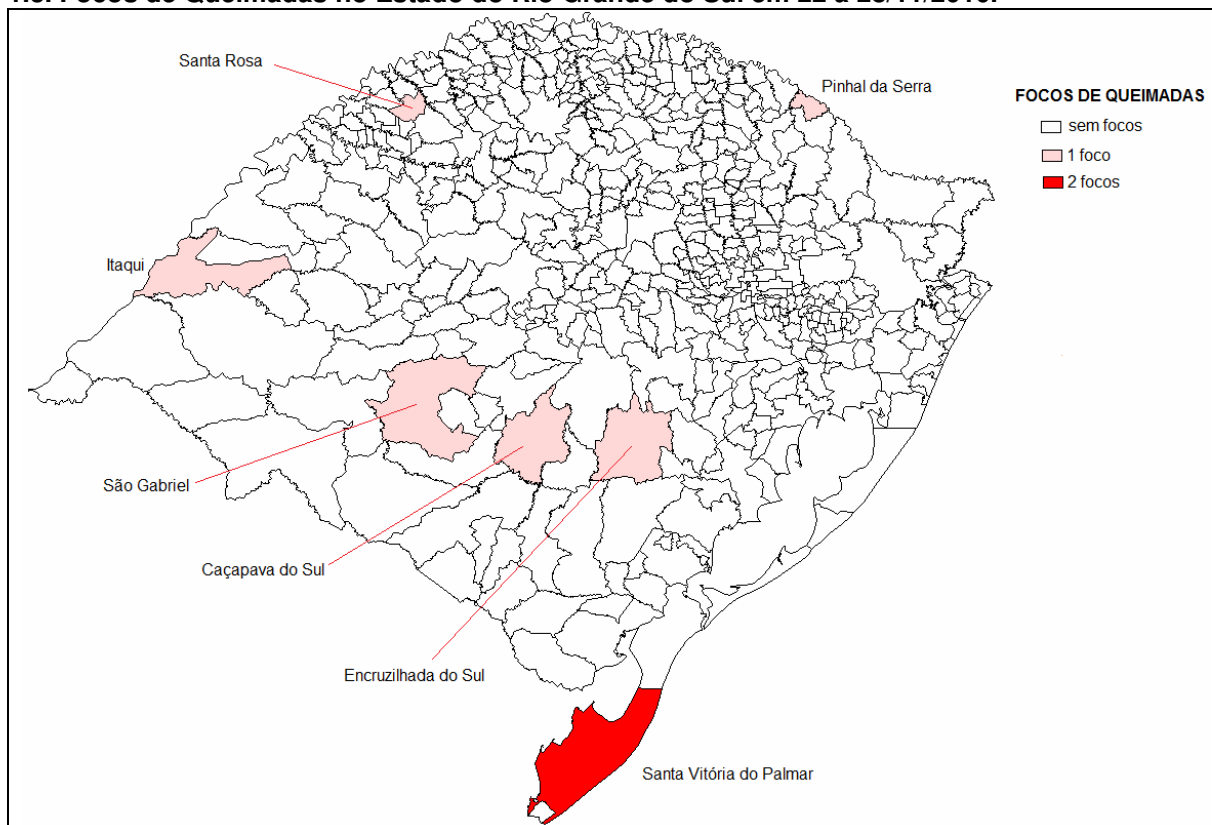 Santa Rosa
Pinhal da Serra
FOCOS DE QUEIMADAS
sem focos
1 foco
2 focos
Itaqui
São Gabriel
Caçapava do Sul
Encruzilhada do Sul
Santa Vitória do Palmar